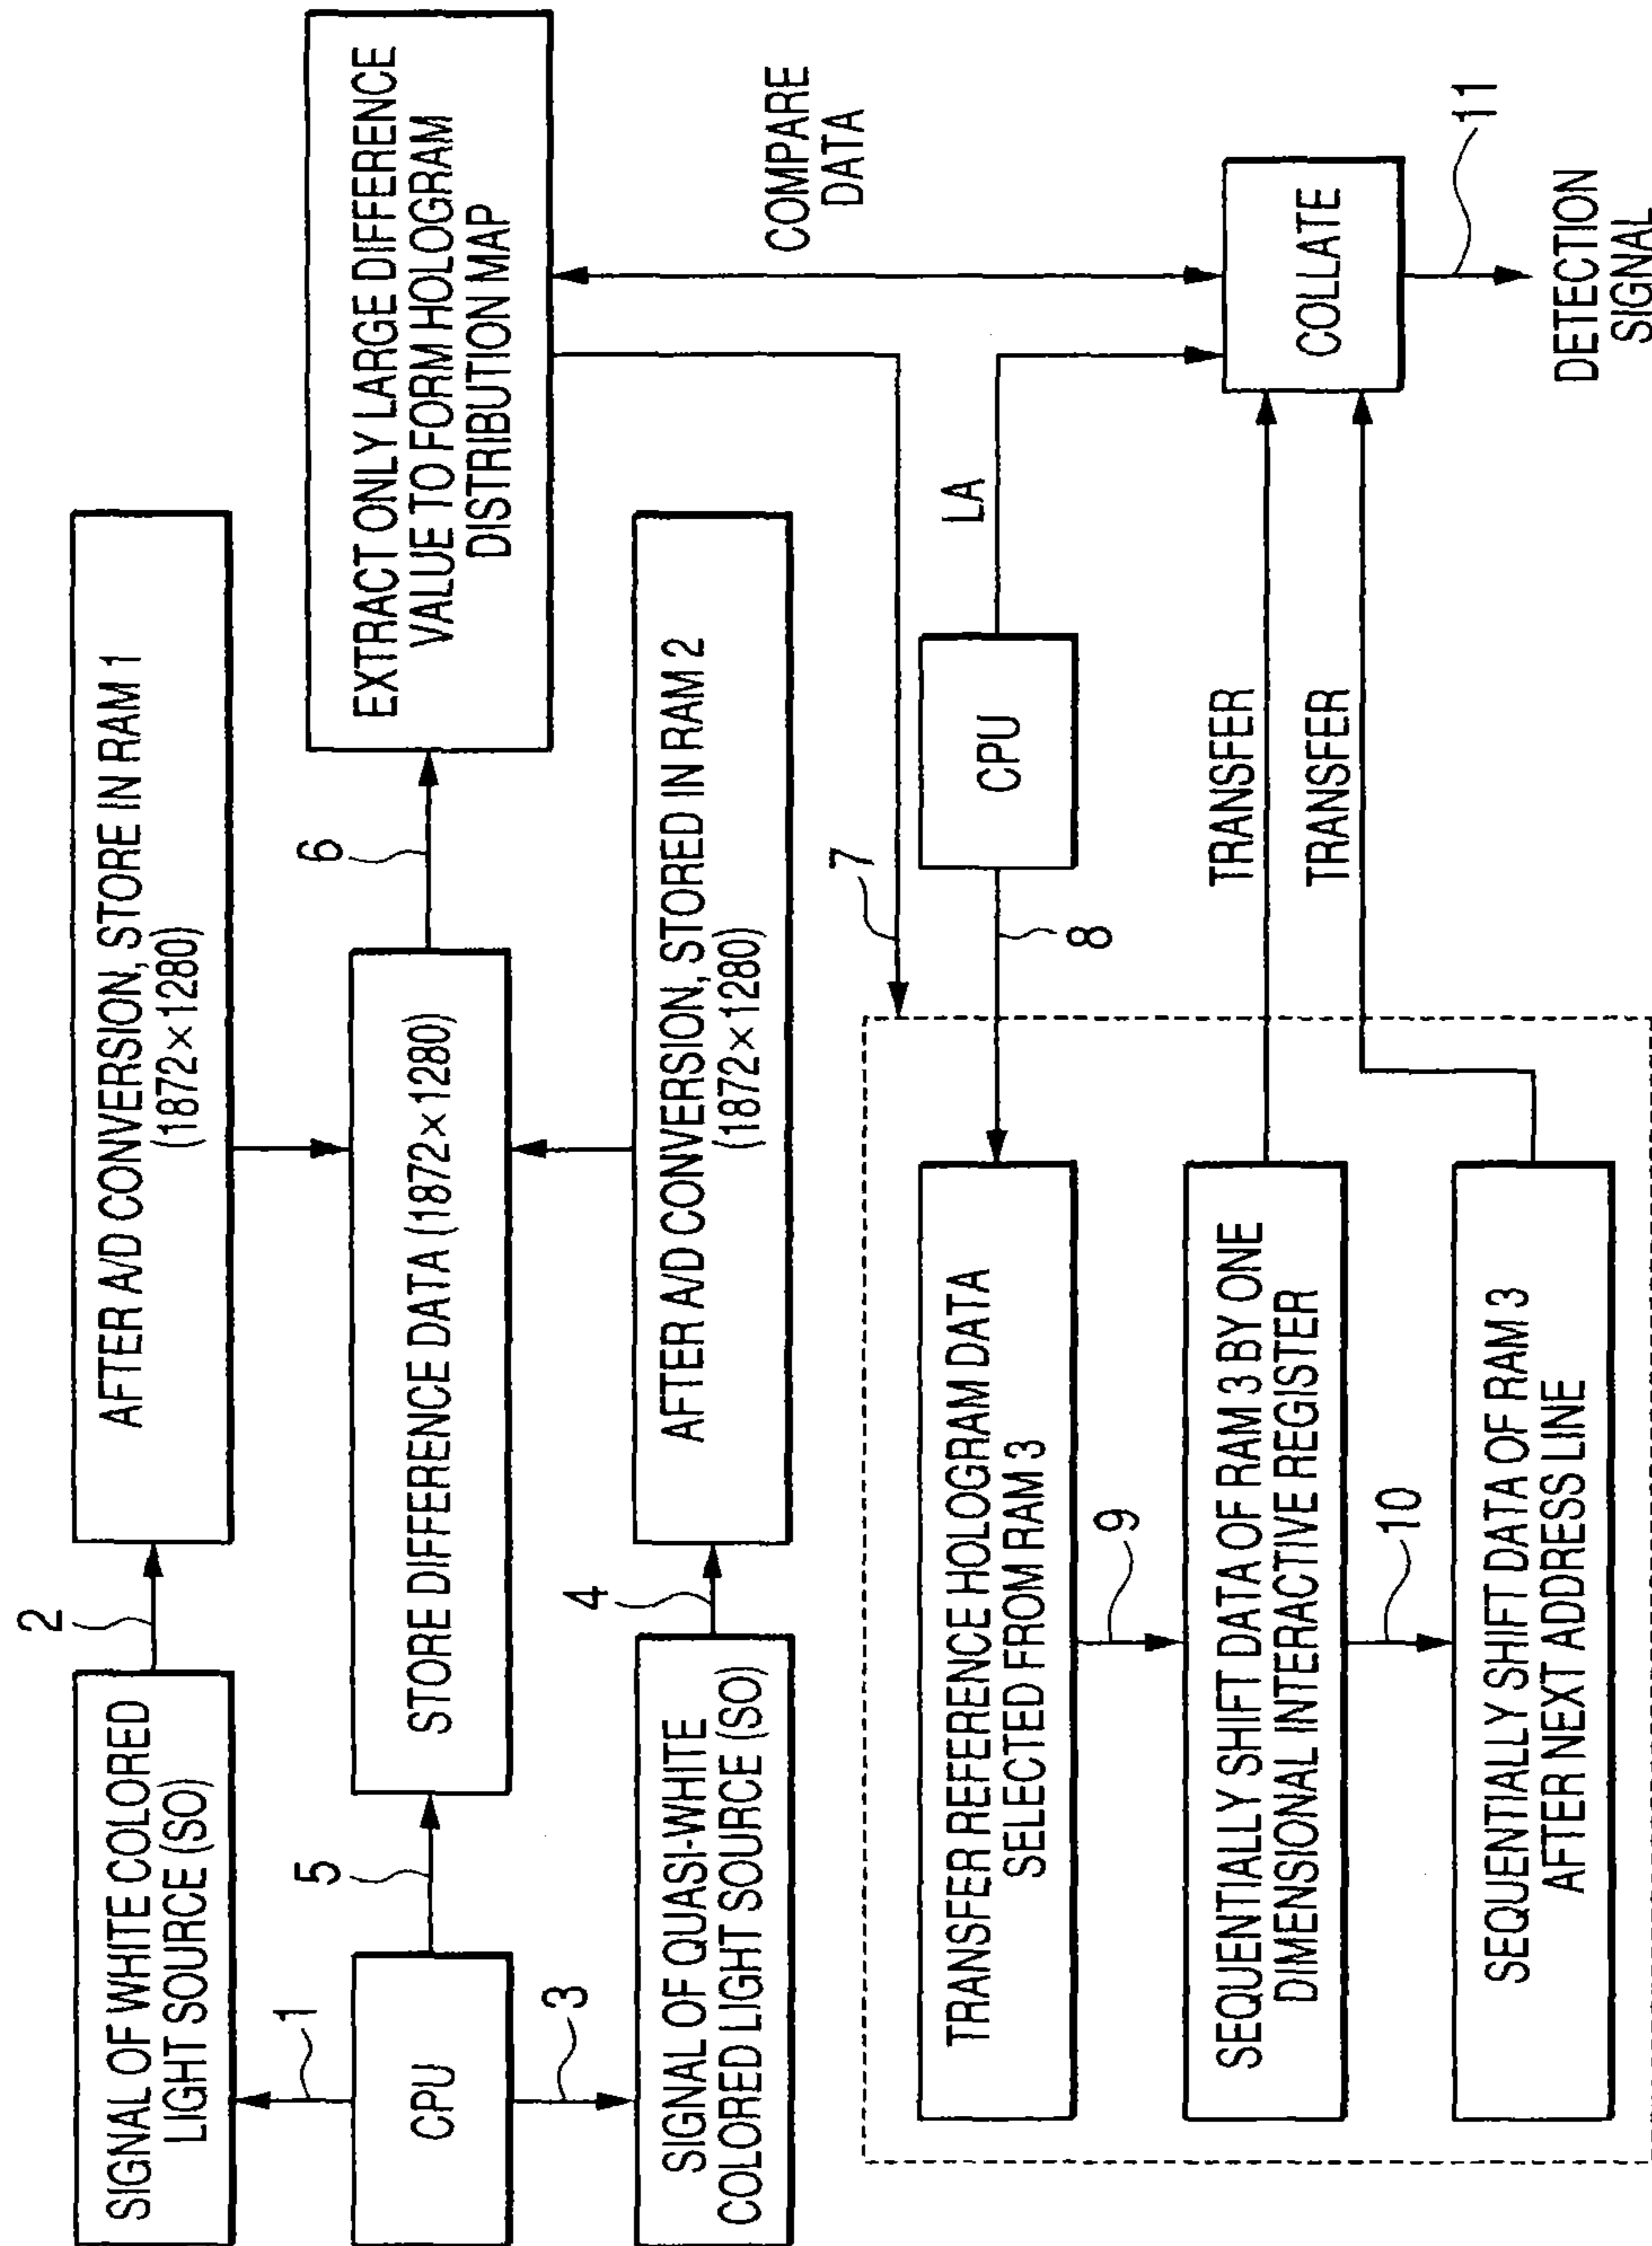 SIGNAL OF WHITE COLORED
LIGHT SOURCE (SO)
2
AFTER A/D CONVERSION, STORE IN RAM 1
(1872×1280)
1
CPU
5
STORE DIFFERENCE DATA (1872×1280)
6
EXTRACT ONLY LARGE DIFFERENCE
VALUE TO FORM HOLOGRAM
DISTRIBUTION MAP
3
SIGNAL OF QUASI-WHITE
COLORED LIGHT SOURCE (SO)
4
AFTER A/D CONVERSION, STORED IN RAM 2
(1872×1280)
COMPARE
DATA
7
TRANSFER REFERENCE HOLOGRAM DATA
SELECTED FROM RAM 3
8
CPU
LA
9
SEQUENTIALLY SHIFT DATA OF RAM 3 BY ONE
DIMENSIONAL INTERACTIVE REGISTER
TRANSFER
COLLATE
TRANSFER
10
SEQUENTIALLY SHIFT DATA OF RAM 3
AFTER NEXT ADDRESS LINE
11
DETECTION
SIGNAL